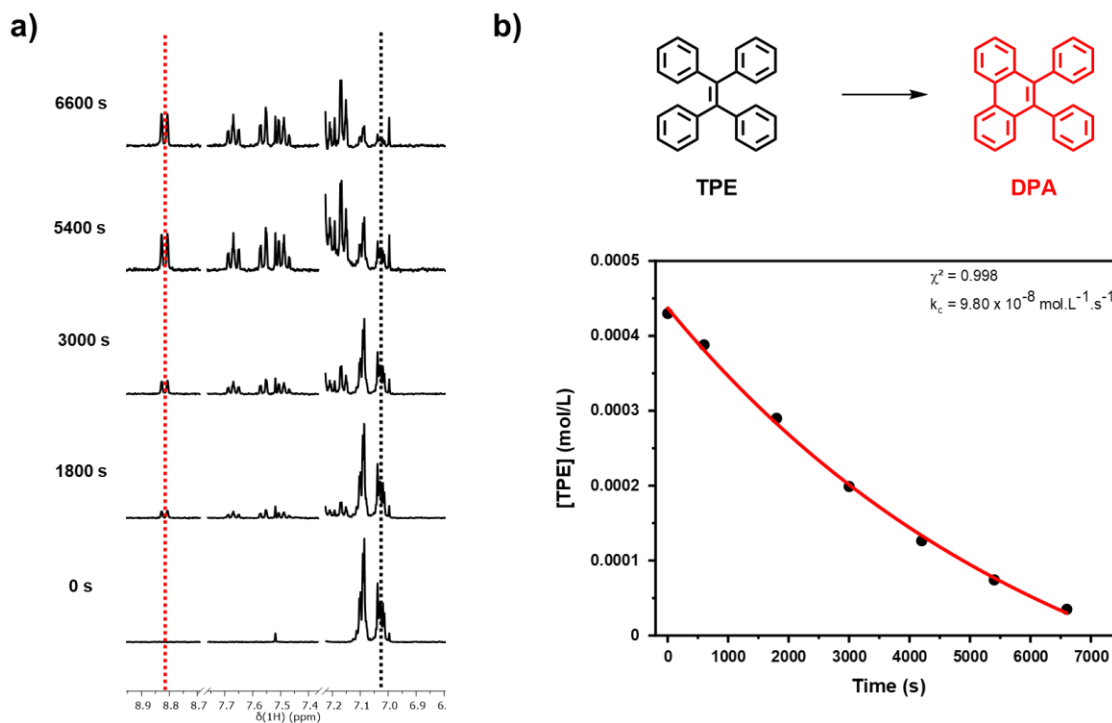 a)
6600 s
5400 s
3000 s
1800 s
0 s
8.9 8.8 8.7 7.7 7.6 7.5 7.4 7.2 7.1 7.0 6.
δ(1H) (ppm)
b)
TPE
DPA
χ² = 0.998
k_c = 9.80 x 10⁻⁸ mol.L⁻¹.s⁻¹
[TPE] (mol/L)
0.0005
0.0004
0.0003
0.0002
0.0001
0
0 1000 2000 3000 4000 5000 6000 7000
Time (s)